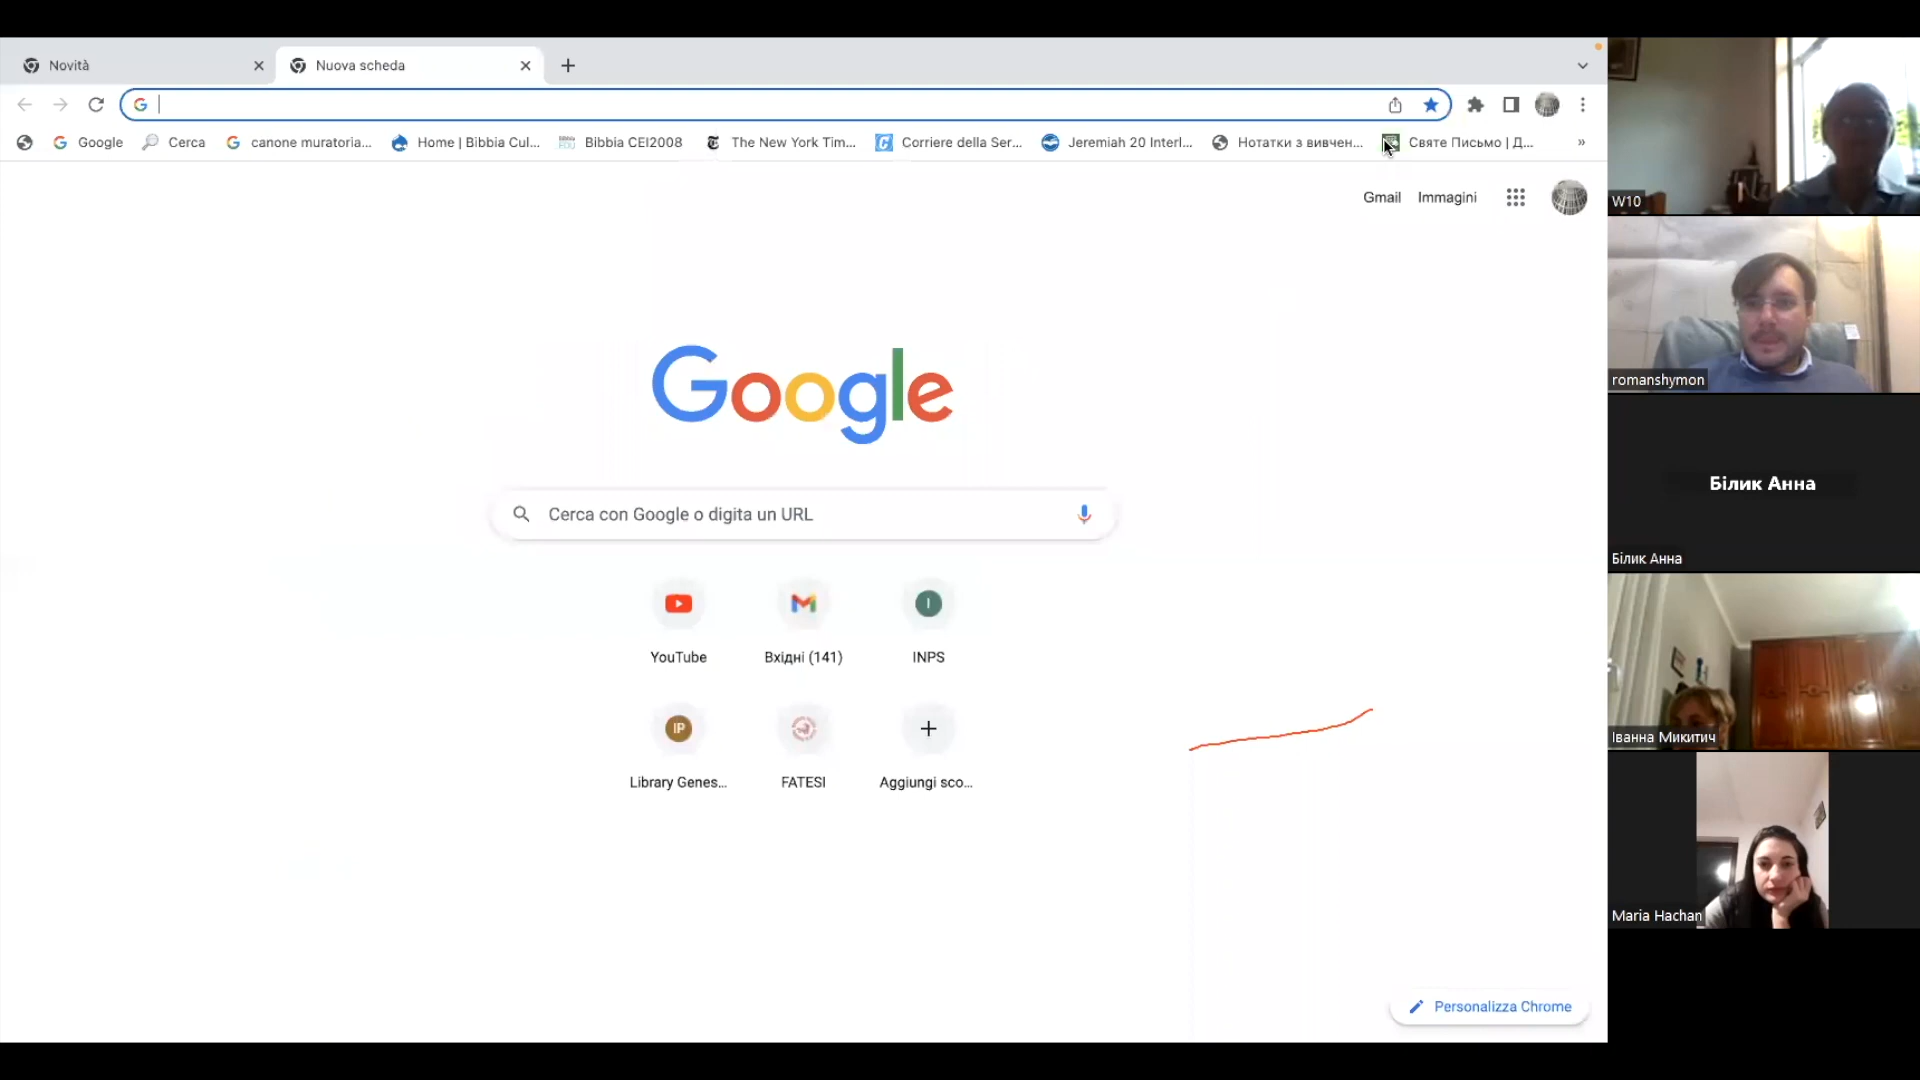 Novità
Nuova scheda
Google
Cerca
canone muratoria...
Home | Bibbia Cul...
Bibbia CEI2008
The New York Tim...
Corriere della Ser...
Jeremiah 20 Interl...
Нотатки з вивчен...
Святе Письмо | Д...
»
Gmail
Immagini
Google
Cerca con Google o digita un URL
YouTube
Вхідні (141)
I
INPS
IP
Library Genes...
FATESI
Aggiungi sco...
Personalizza Chrome
W10
romanshymon
Білик Анна
Білик Анна
Іванна Микитич
Maria Hachan